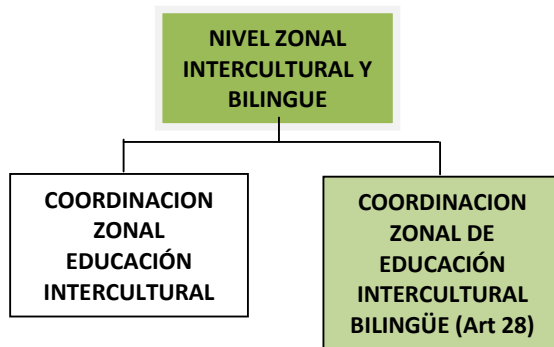 NIVEL ZONAL
INTERCULTURAL Y
BILINGUE
COORDINACION
ZONAL
EDUCACIÓN
INTERCULTURAL
COORDINACION
ZONAL DE
EDUCACIÓN
INTERCULTURAL
BILINGÜE (Art 28)